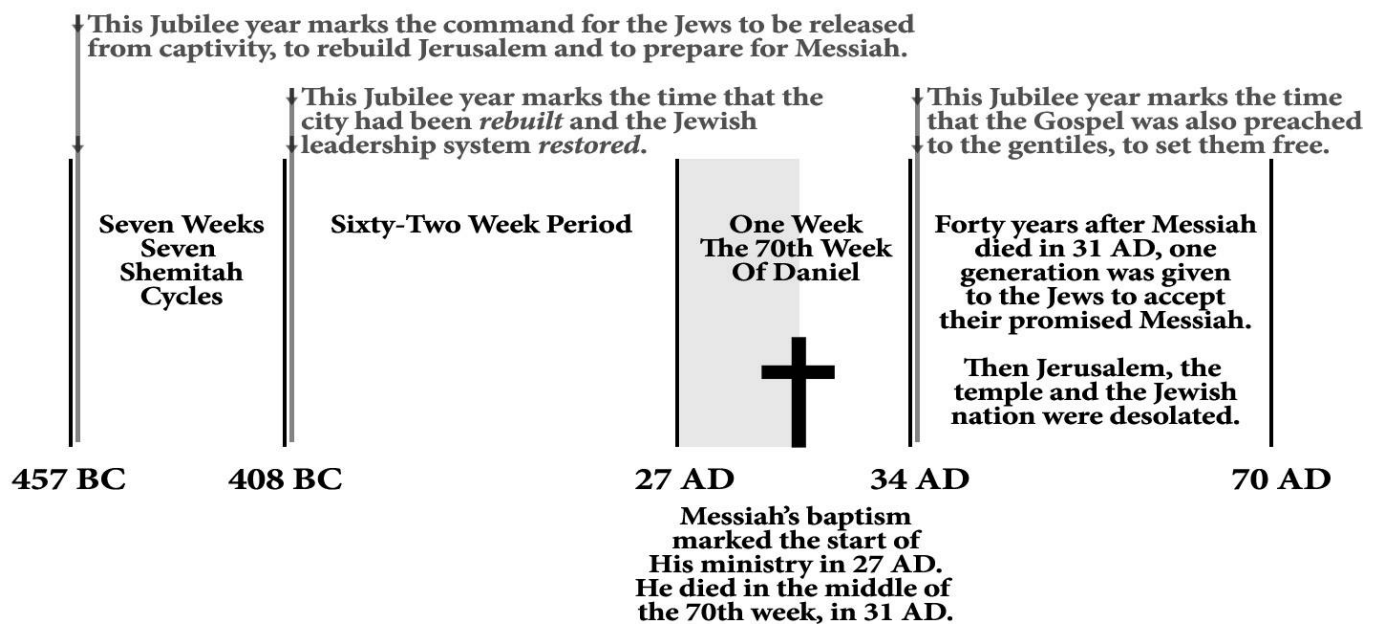 This Jubilee year marks the command for the Jews to be released
from captivity, to rebuild Jerusalem and to prepare for Messiah.
This Jubilee year marks the time that the
city had been rebuilt and the Jewish
leadership system restored.
This Jubilee year marks the time
that the Gospel was also preached
to the gentiles, to set them free.
Seven Weeks
Seven
Shemitah
Cycles
Sixty-Two Week Period
One Week
The 70th Week
Of Daniel
Forty years after Messiah
died in 31 AD, one
generation was given
to the Jews to accept
their promised Messiah.
Then Jerusalem, the
temple and the Jewish
nation were desolated.
457 BC
408 BC
27 AD
34 AD
70 AD
Messiah's baptism
marked the start of
His ministry in 27 AD.
He died in the middle of
the 70th week, in 31 AD.